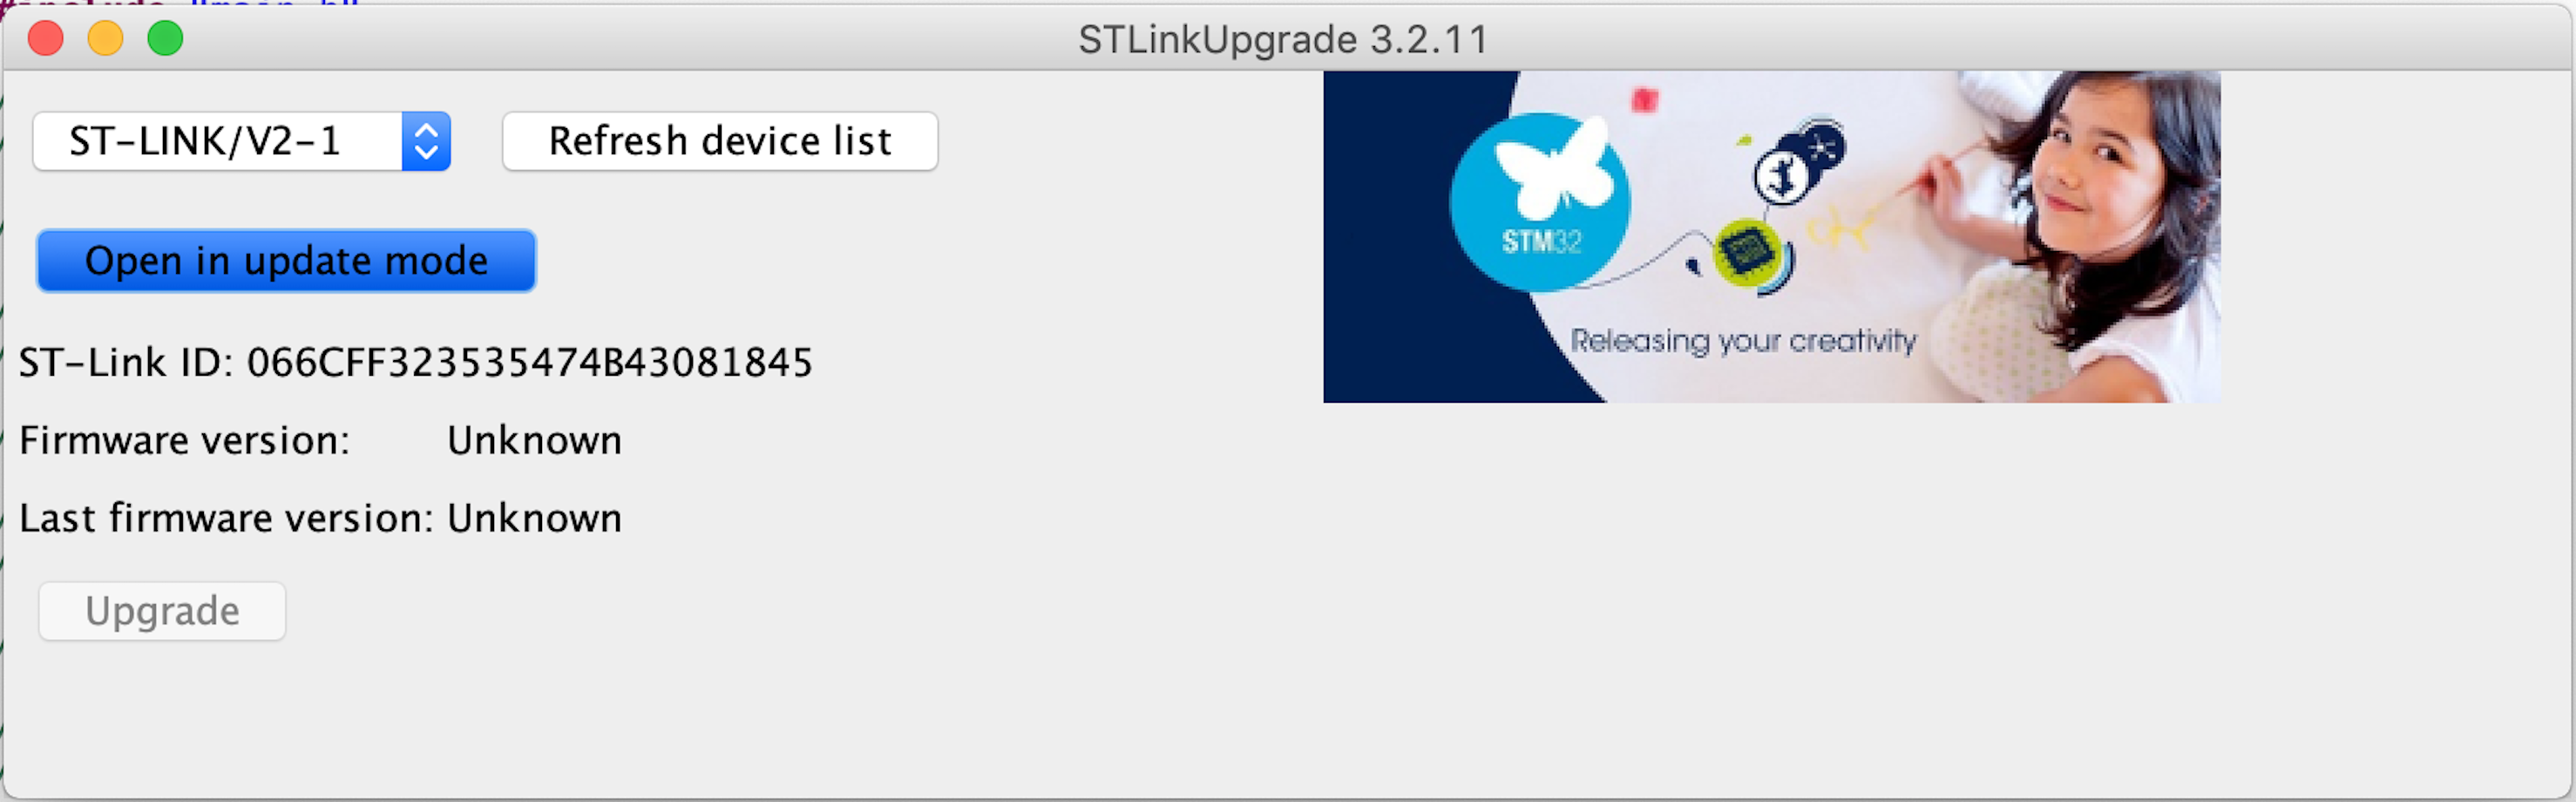 STLinkUpgrade 3.2.11
ST-LINK/V2-1
Refresh device list
Open in update mode
ST-Link ID: 066CFF323535474B43081845
Firmware version: Unknown
Last firmware version: Unknown
Upgrade
STM32
Releasing your creativity